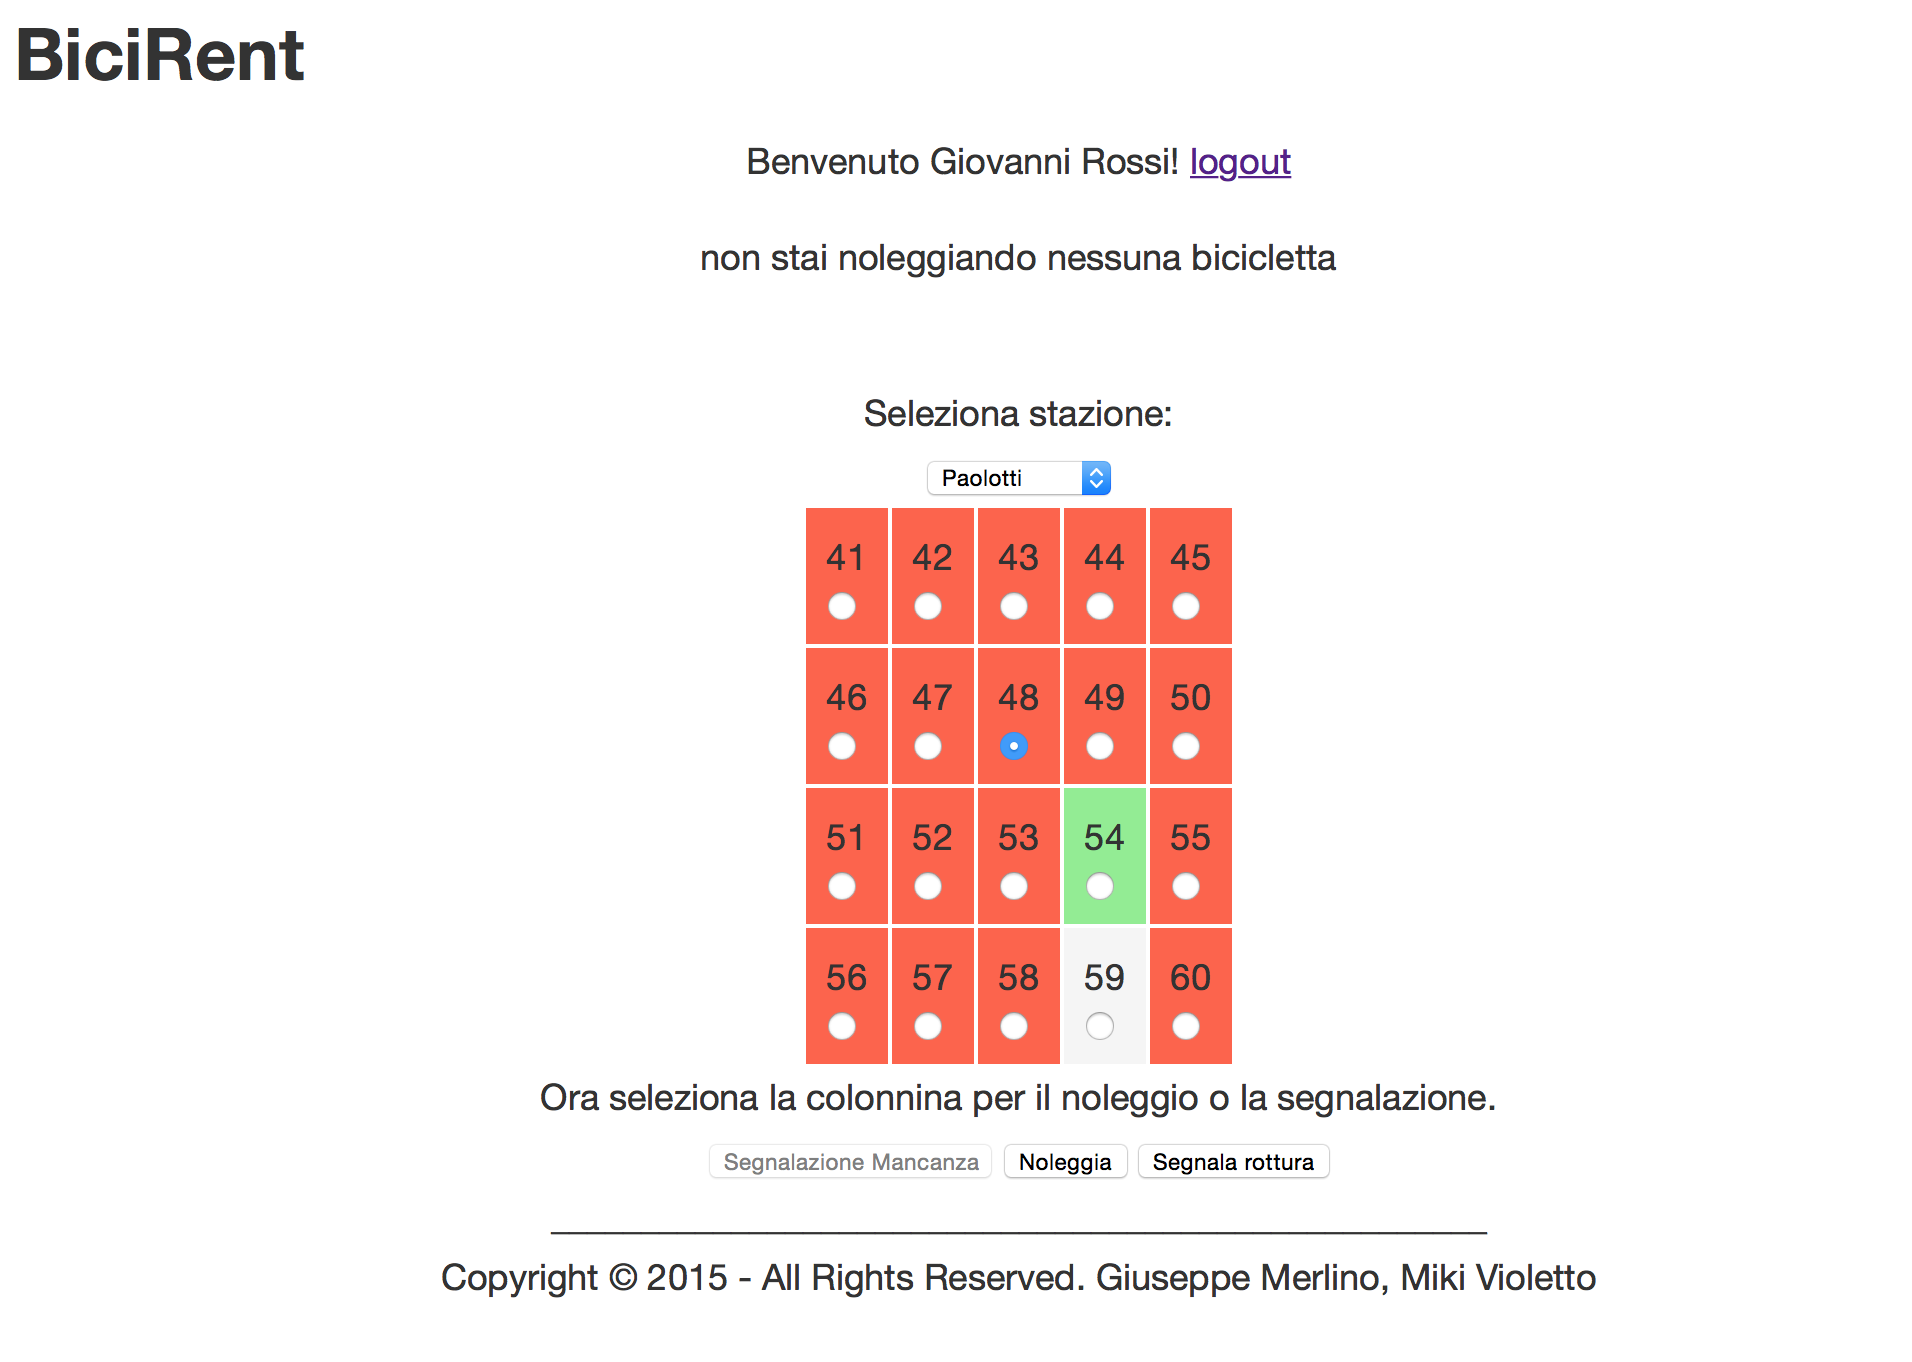 BiciRent
Benvenuto Giovanni Rossi! logout
non stai noleggiando nessuna bicicletta
Seleziona stazione:
Paolotti
41 42 43 44 45
46 47 48 49 50
51 52 53 54 55
56 57 58 59 60
Ora seleziona la colonnina per il noleggio o la segnalazione.
Segnalazione Mancanza Noleggia Segnala rottura
Copyright © 2015 - All Rights Reserved. Giuseppe Merlino, Miki Violetto